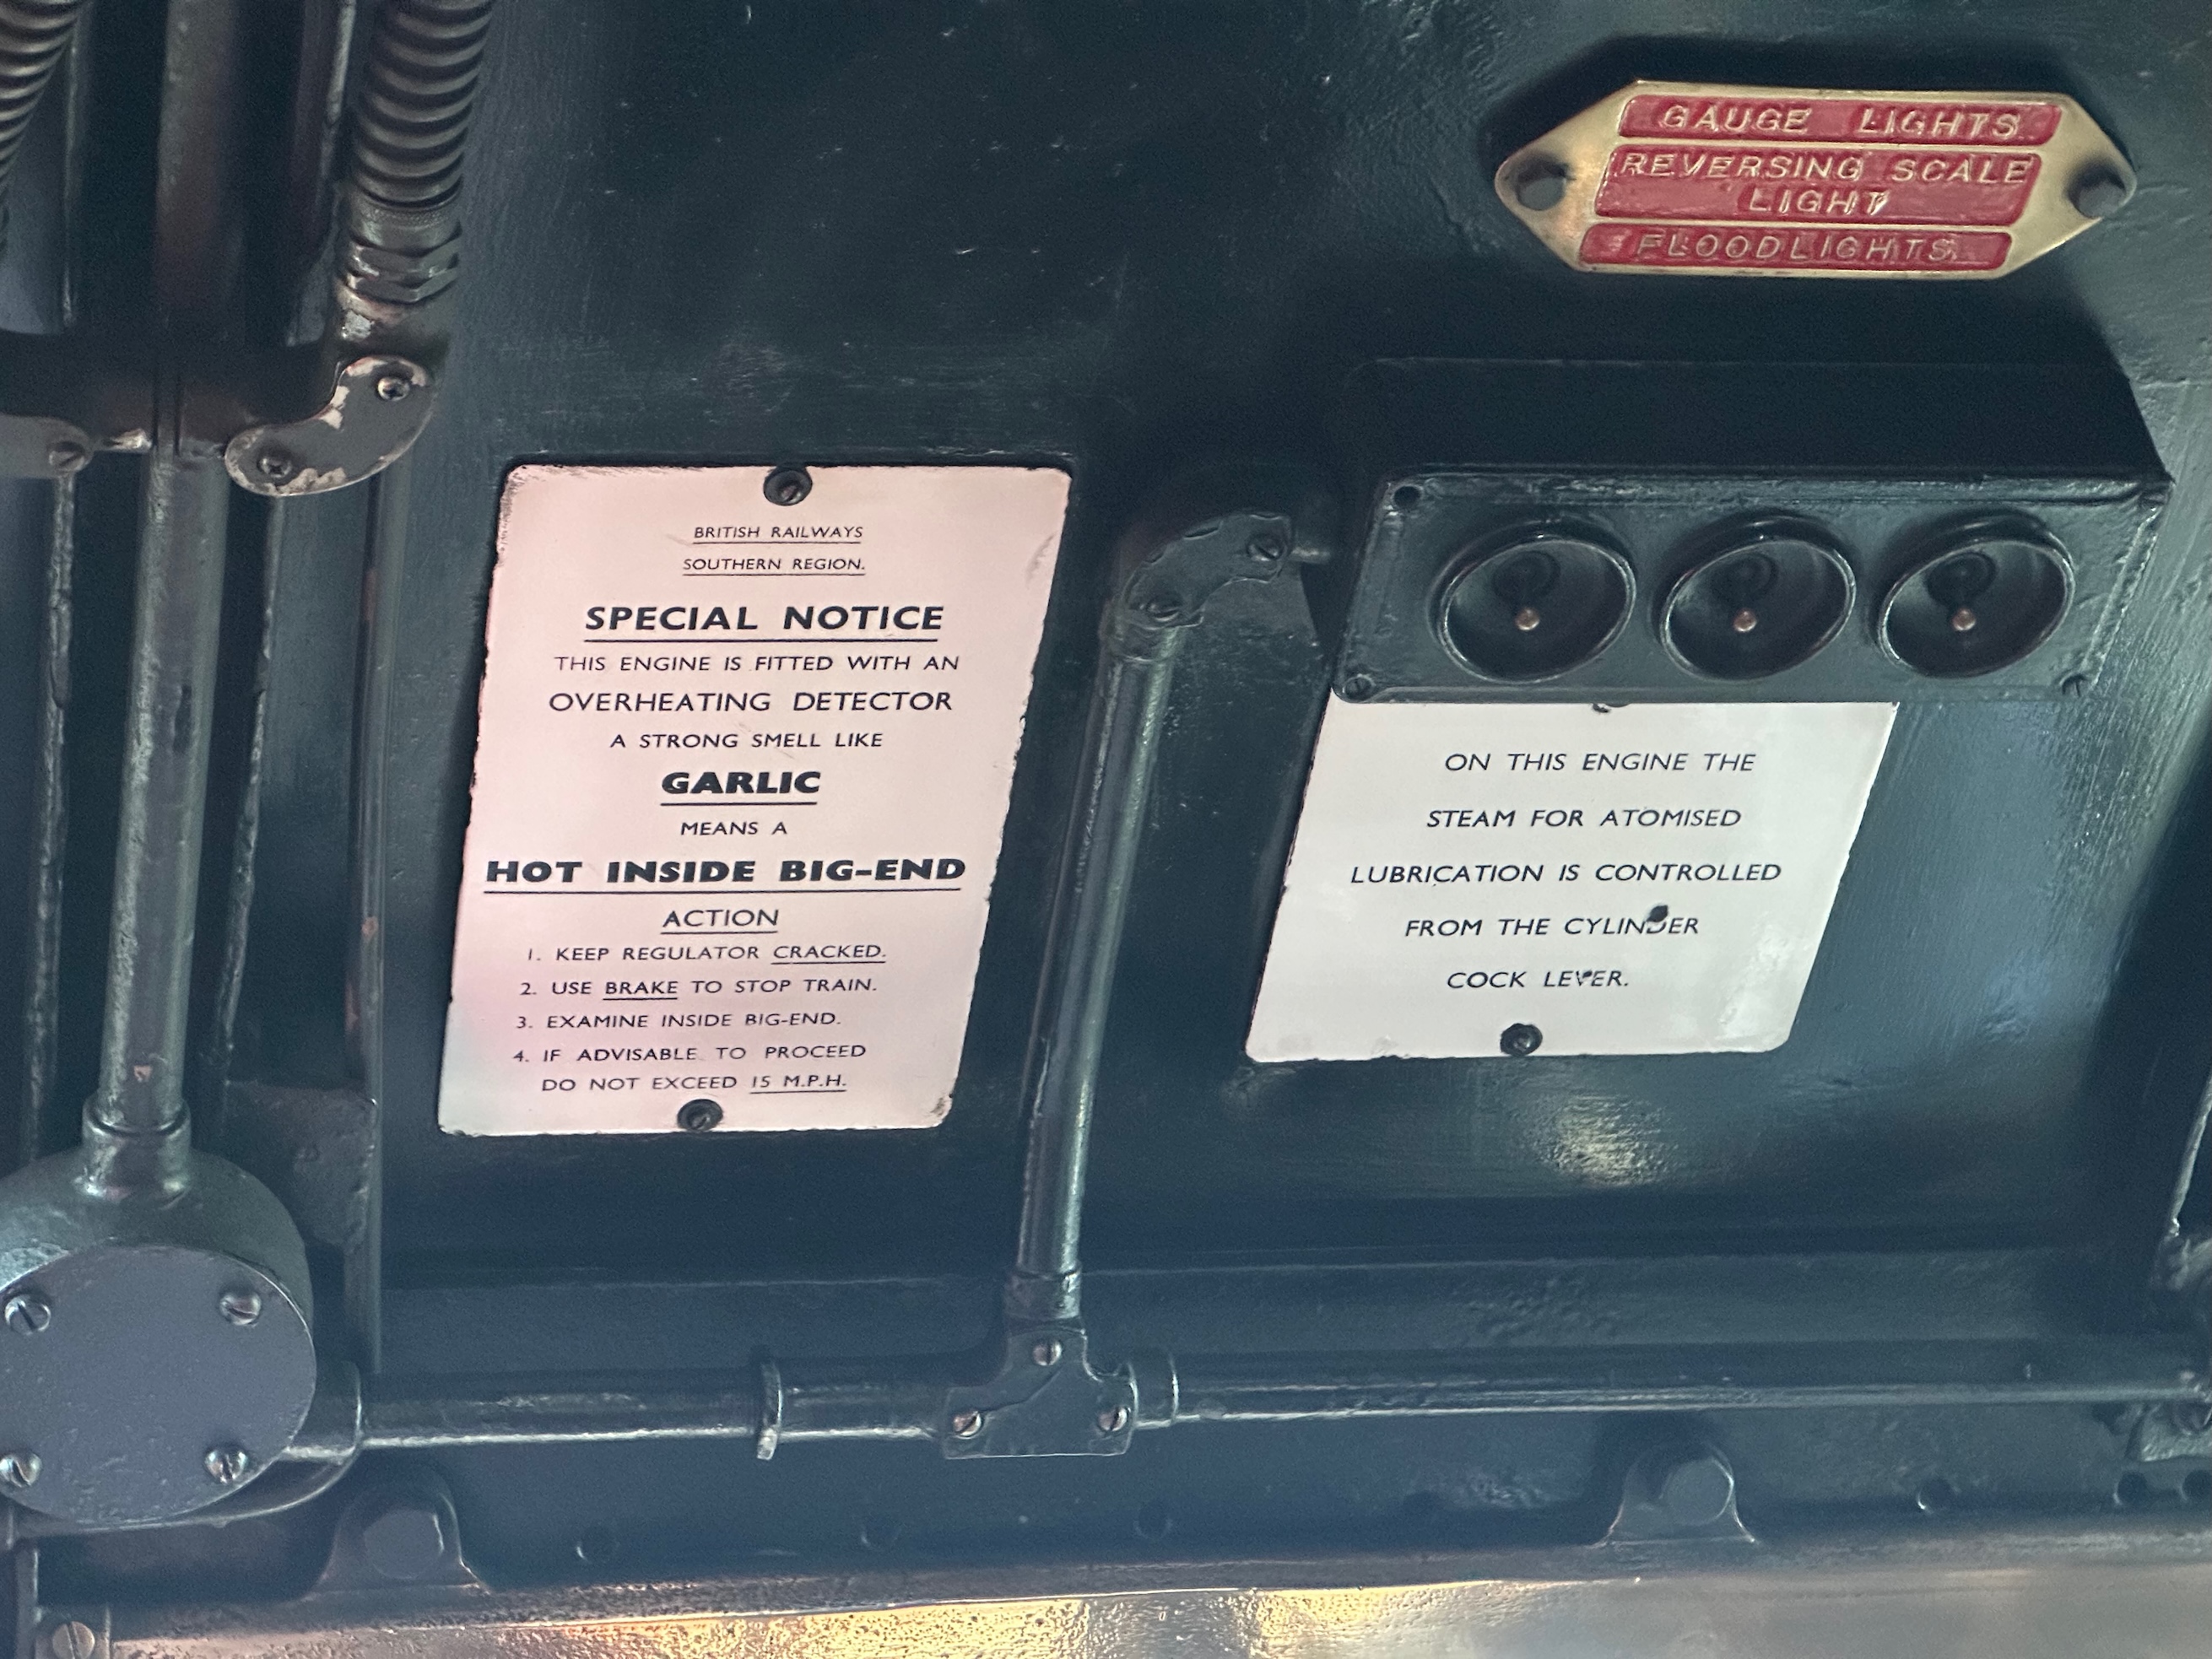 GAUGE LIGHTS
REVERSING SCALE
LIGHT
FLOODLIGHTS
BRITISH RAILWAYS
SOUTHERN REGION.
SPECIAL NOTICE
THIS ENGINE IS FITTED WITH AN
OVERHEATING DETECTOR
A STRONG SMELL LIKE
GARLIC
MEANS A
HOT INSIDE BIG-END
ACTION
1. KEEP REGULATOR CRACKED.
2. USE BRAKE TO STOP TRAIN.
3. EXAMINE INSIDE BIG-END.
4. IF ADVISABLE TO PROCEED
DO NOT EXCEED 15 M.P.H.
ON THIS ENGINE THE
STEAM FOR ATOMISED
LUBRICATION IS CONTROLLED
FROM THE CYLINDER
COCK LEVER.